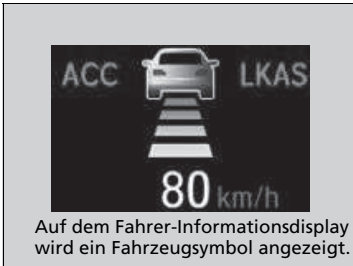 ACC LKAS
80 km/h
Auf dem Fahrer-Informationsdisplay
wird ein Fahrzeugsymbol angezeigt.